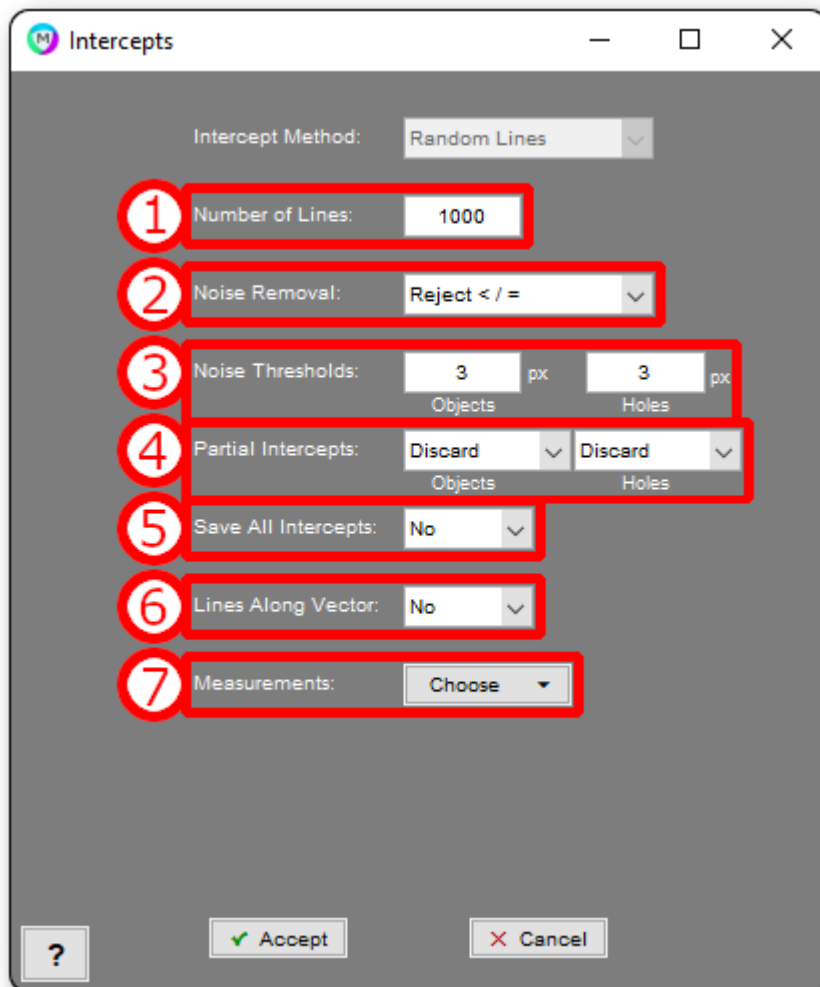 M Intercepts
Intercept Method: Random Lines
1 Number of Lines: 1000
2 Noise Removal: Reject < / =
3 Noise Thresholds: 3 px 3 px
Objects Holes
4 Partial Intercepts: Discard Discard
Objects Holes
5 Save All Intercepts: No
6 Lines Along Vector: No
7 Measurements: Choose
? Accept Cancel